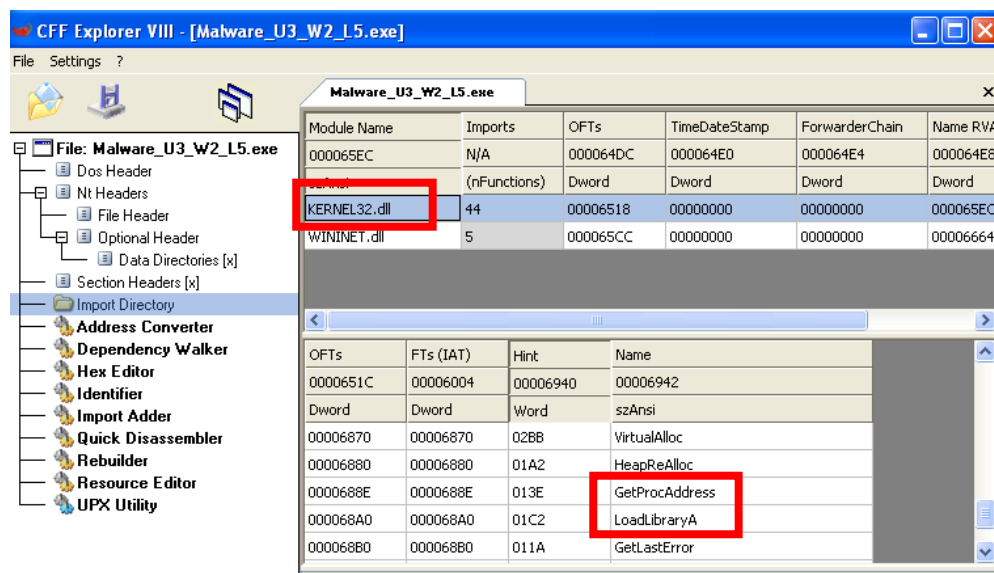 CFF Explorer VIII - [Malware_U3_W2_L5.exe]
File Settings ?
Malware_U3_W2_L5.exe
File: Malware_U3_W2_L5.exe
Dos Header
Nt Headers
File Header
Optional Header
Data Directories [x]
Section Headers [x]
Import Directory
Address Converter
Dependency Walker
Hex Editor
Identifier
Import Adder
Quick Disassembler
Rebuilder
Resource Editor
UPX Utility
Module Name Imports OFTs TimeDateStamp ForwarderChain Name RVA
000065EC N/A 000064DC 000064E0 000064E4 000064E8
szAnsi (nFunctions) Dword Dword Dword Dword
KERNEL32.dll 44 00006518 00000000 00000000 000065EC
WININET.dll 5 000065CC 00000000 00000000 00006664
OFTs FTs (IAT) Hint Name
0000651C 00006004 00006940 00006942
Dword Dword Word szAnsi
00006870 00006870 02BB VirtualAlloc
00006880 00006880 01A2 HeapReAlloc
0000688E 0000688E 013E GetProcAddress
000068A0 000068A0 01C2 LoadLibraryA
000068B0 000068B0 011A GetLastError